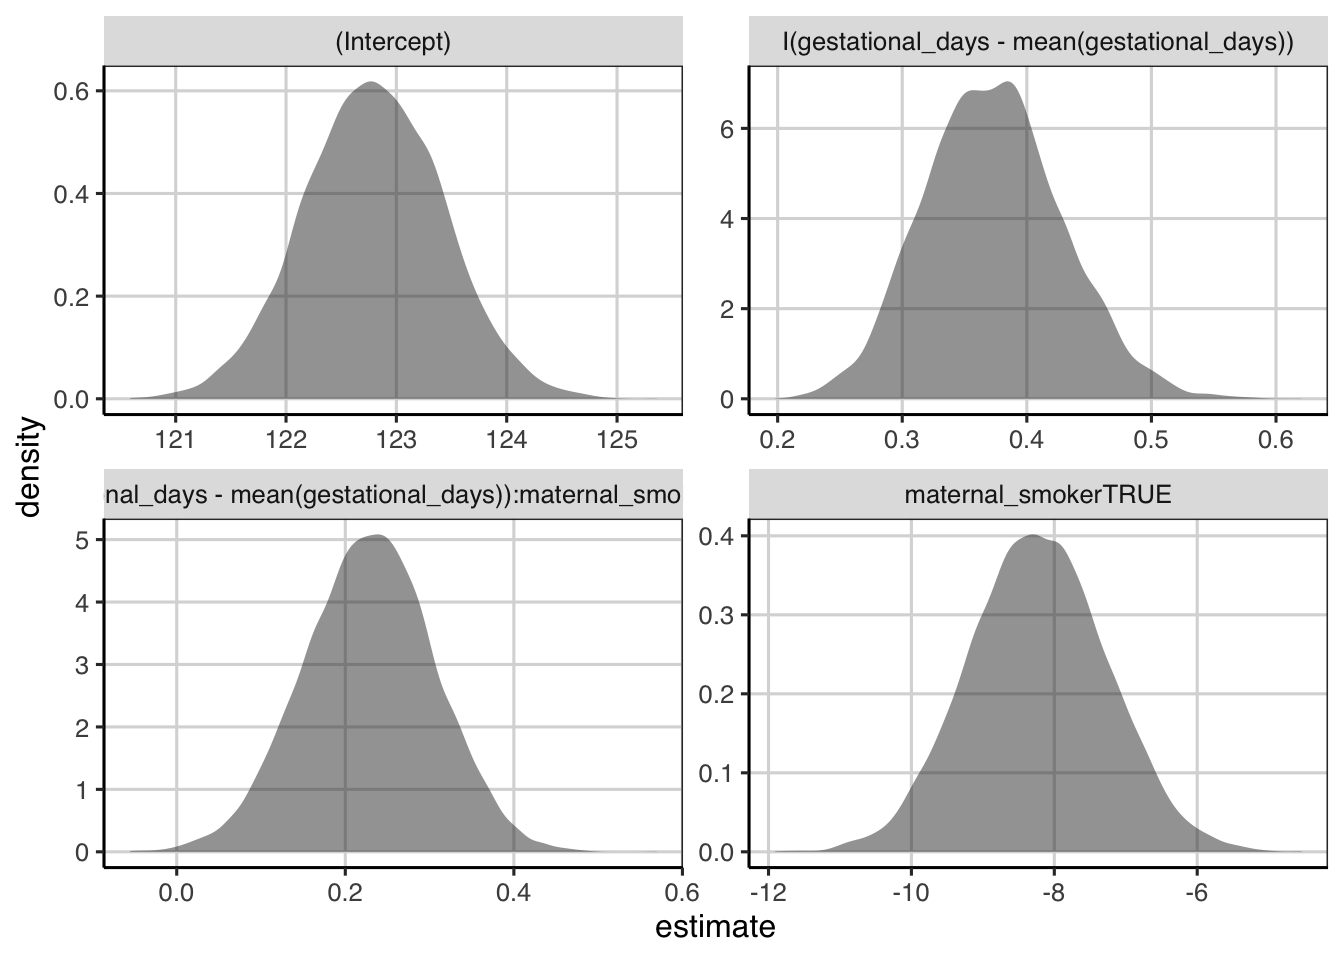 (Intercept)
I(gestational_days - mean(gestational_days))
0.6
0.4
0.2
0.0
121 122 123 124 125
6
4
2
0
0.2 0.3 0.4 0.5 0.6
density
nal_days - mean(gestational_days)):maternal_smo
maternal_smokerTRUE
5
4
3
2
1
0
0.0 0.2 0.4 0.6
0.4
0.3
0.2
0.1
0.0
-12 -10 -8 -6
estimate